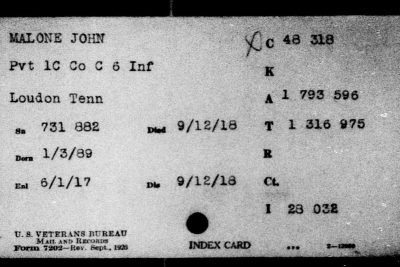 MALONE JOHN
C 48 318
Pvt 1C Co C 6 Inf
K
Loudon Tenn
A 1 793 596
Sn 731 882 Died 9/12/18
T 1 316 975
Born 1/3/89
R
Enl 6/1/17 Dis 9/12/18
Ct.
I 28 032
U. S. VETERANS BUREAU
MAIL AND RECORDS
Form 7202—Rev. Sept., 1926
INDEX CARD